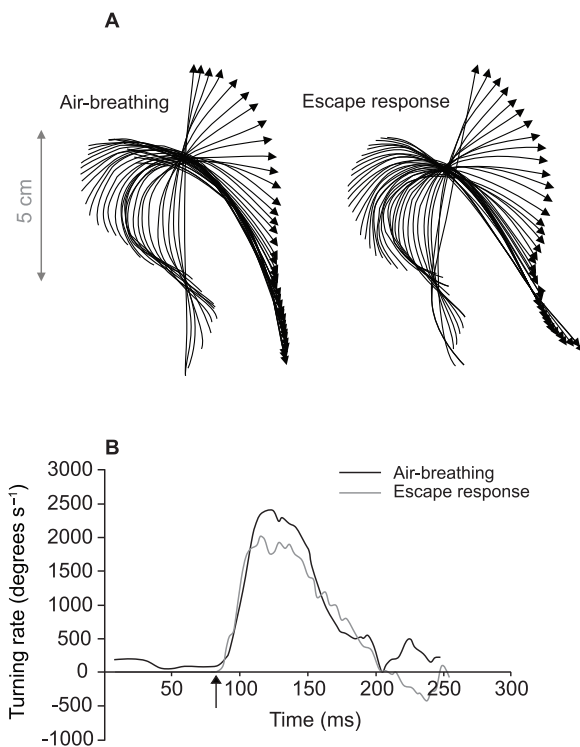 A
Air-breathing
Escape response
5 cm
B
Turning rate (degrees s⁻¹)
3000
2500
2000
1500
1000
500
0
-500
-1000
Air-breathing
Escape response
50
100
150
200
250
300
Time (ms)